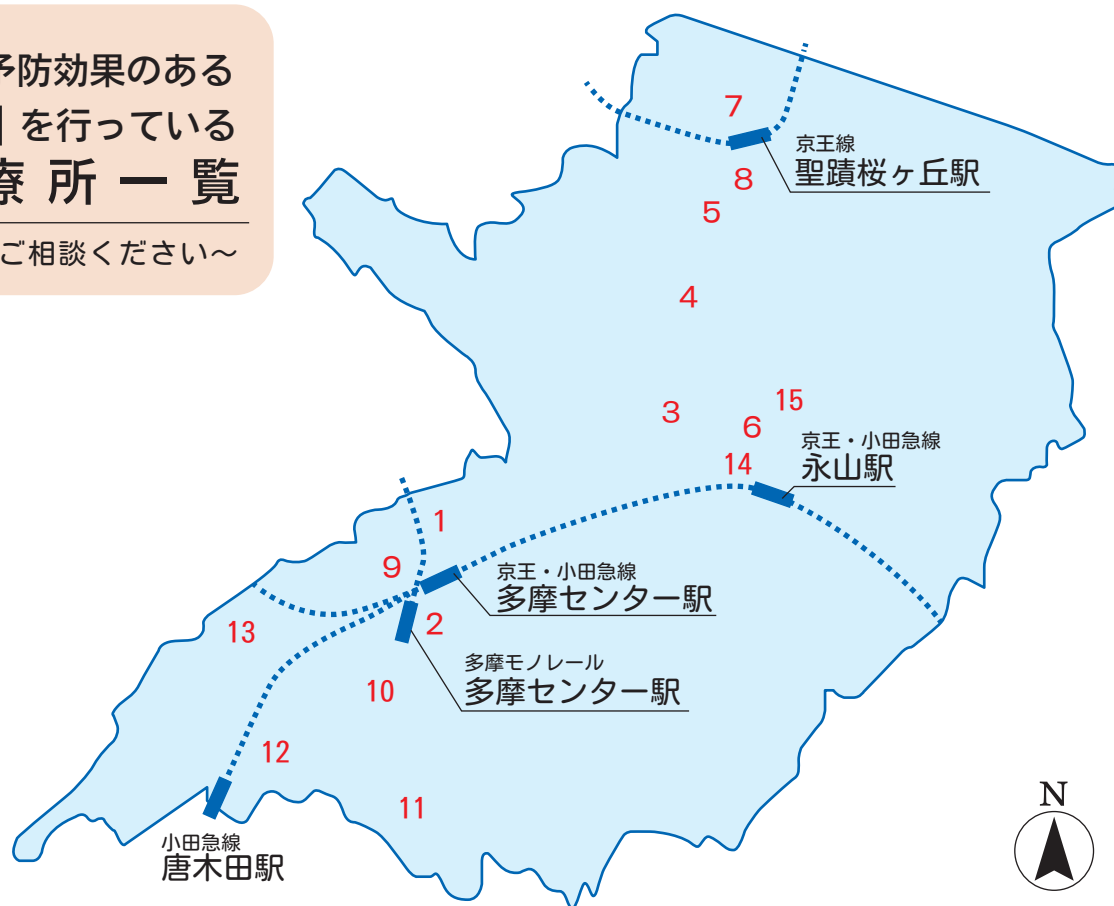 予防効果のある
を行っている
療所一覧
ご相談ください～
7
京王線
聖蹟桜ヶ丘駅
8
5
4
3
15
6
京王・小田急線
永山駅
14
1
9
京王・小田急線
多摩センター駅
2
13
多摩モノレール
多摩センター駅
10
12
11
小田急線
唐木田駅
N